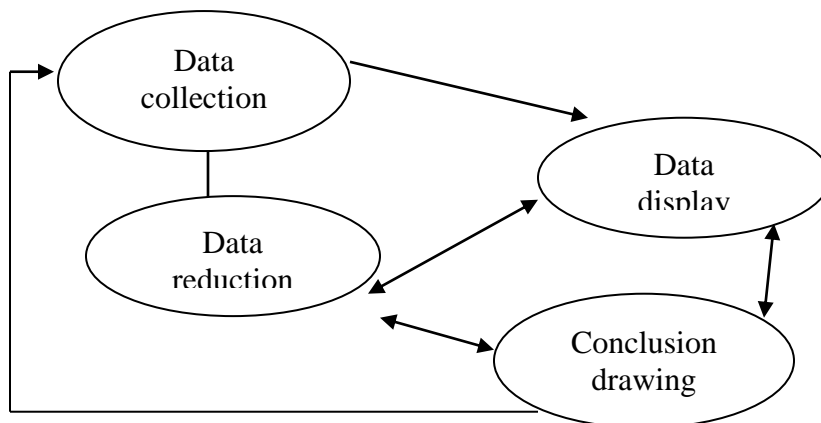 Data
collection
Data
display
Data
reduction
Conclusion
drawing